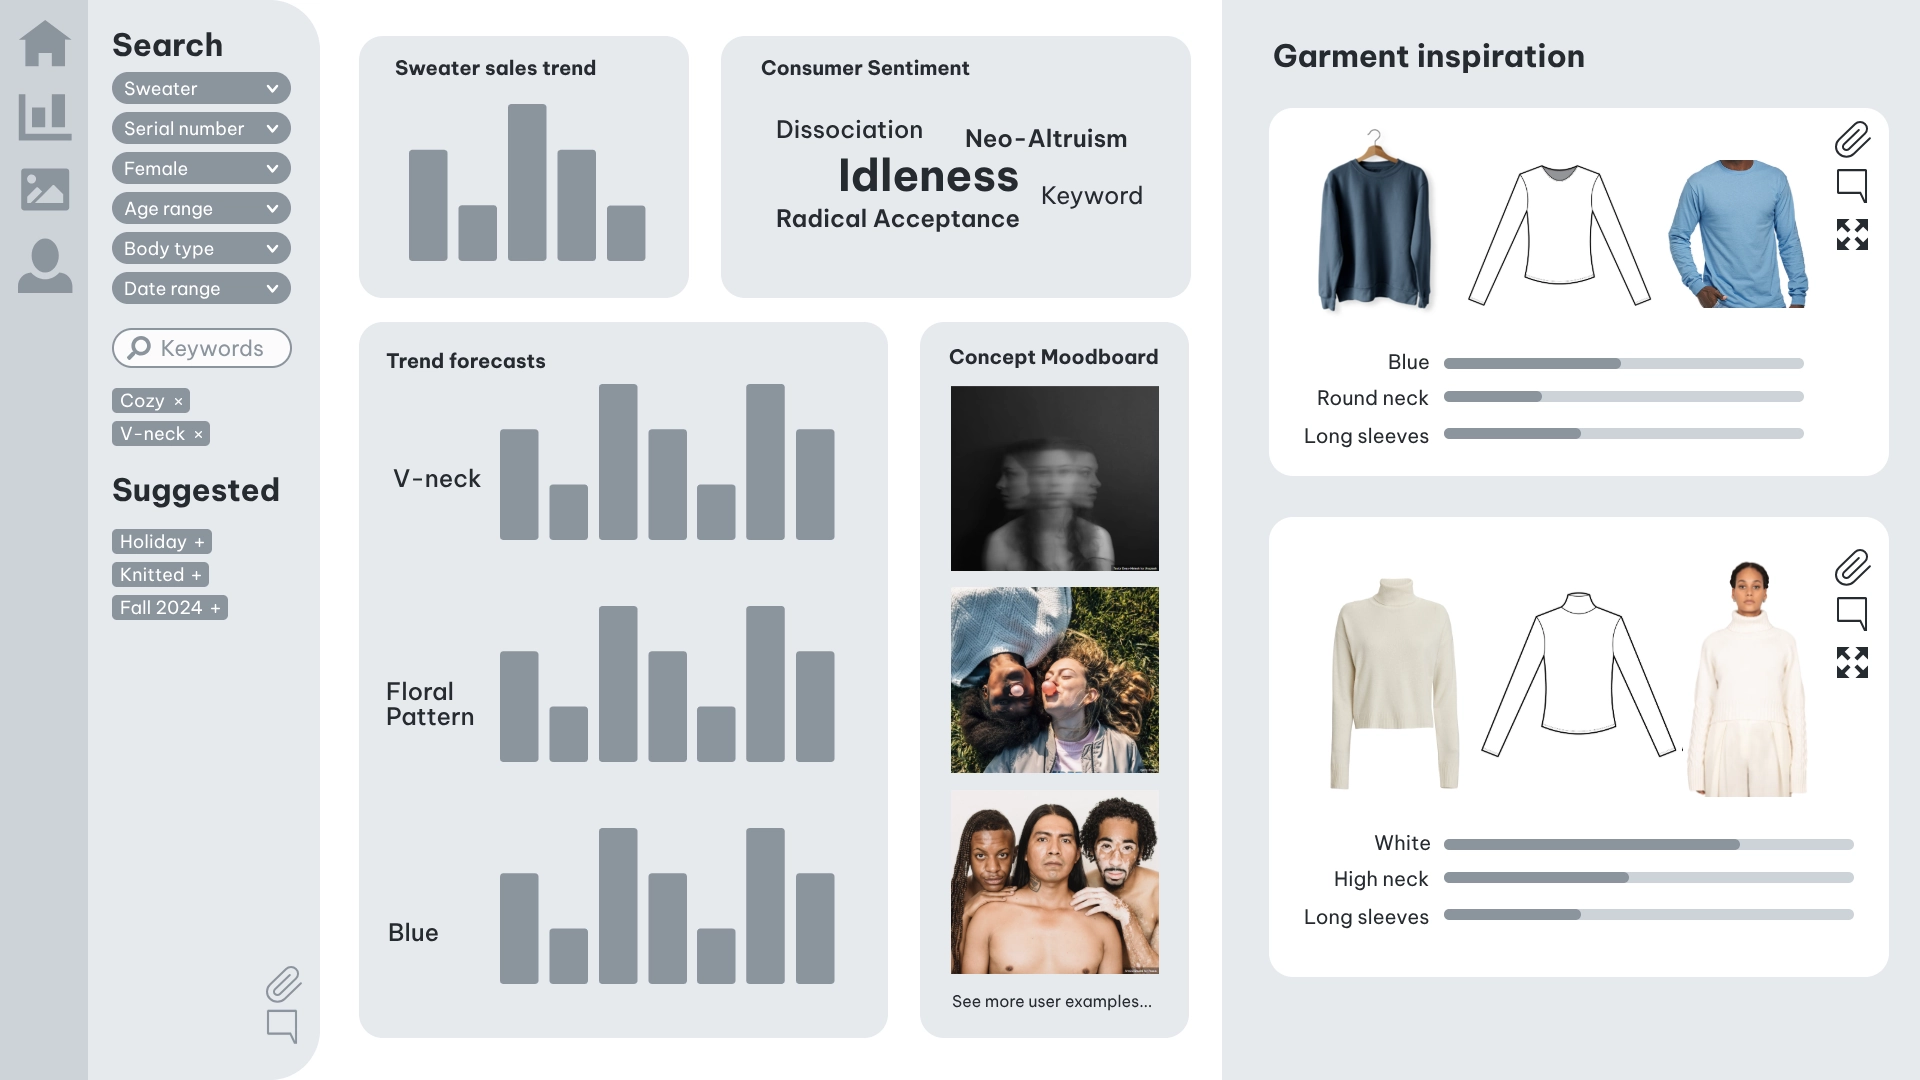 Search
Sweater
Serial number
Female
Age range
Body type
Date range
Keywords
Cozy ×
V-neck ×
Suggested
Holiday +
Knitted +
Fall 2024 +
Sweater sales trend
Consumer Sentiment
Dissociation
Neo-Altruism
Idleness
Keyword
Radical Acceptance
Trend forecasts
V-neck
Floral
Pattern
Blue
Concept Moodboard
See more user examples...
Garment inspiration
Blue
Round neck
Long sleeves
White
High neck
Long sleeves